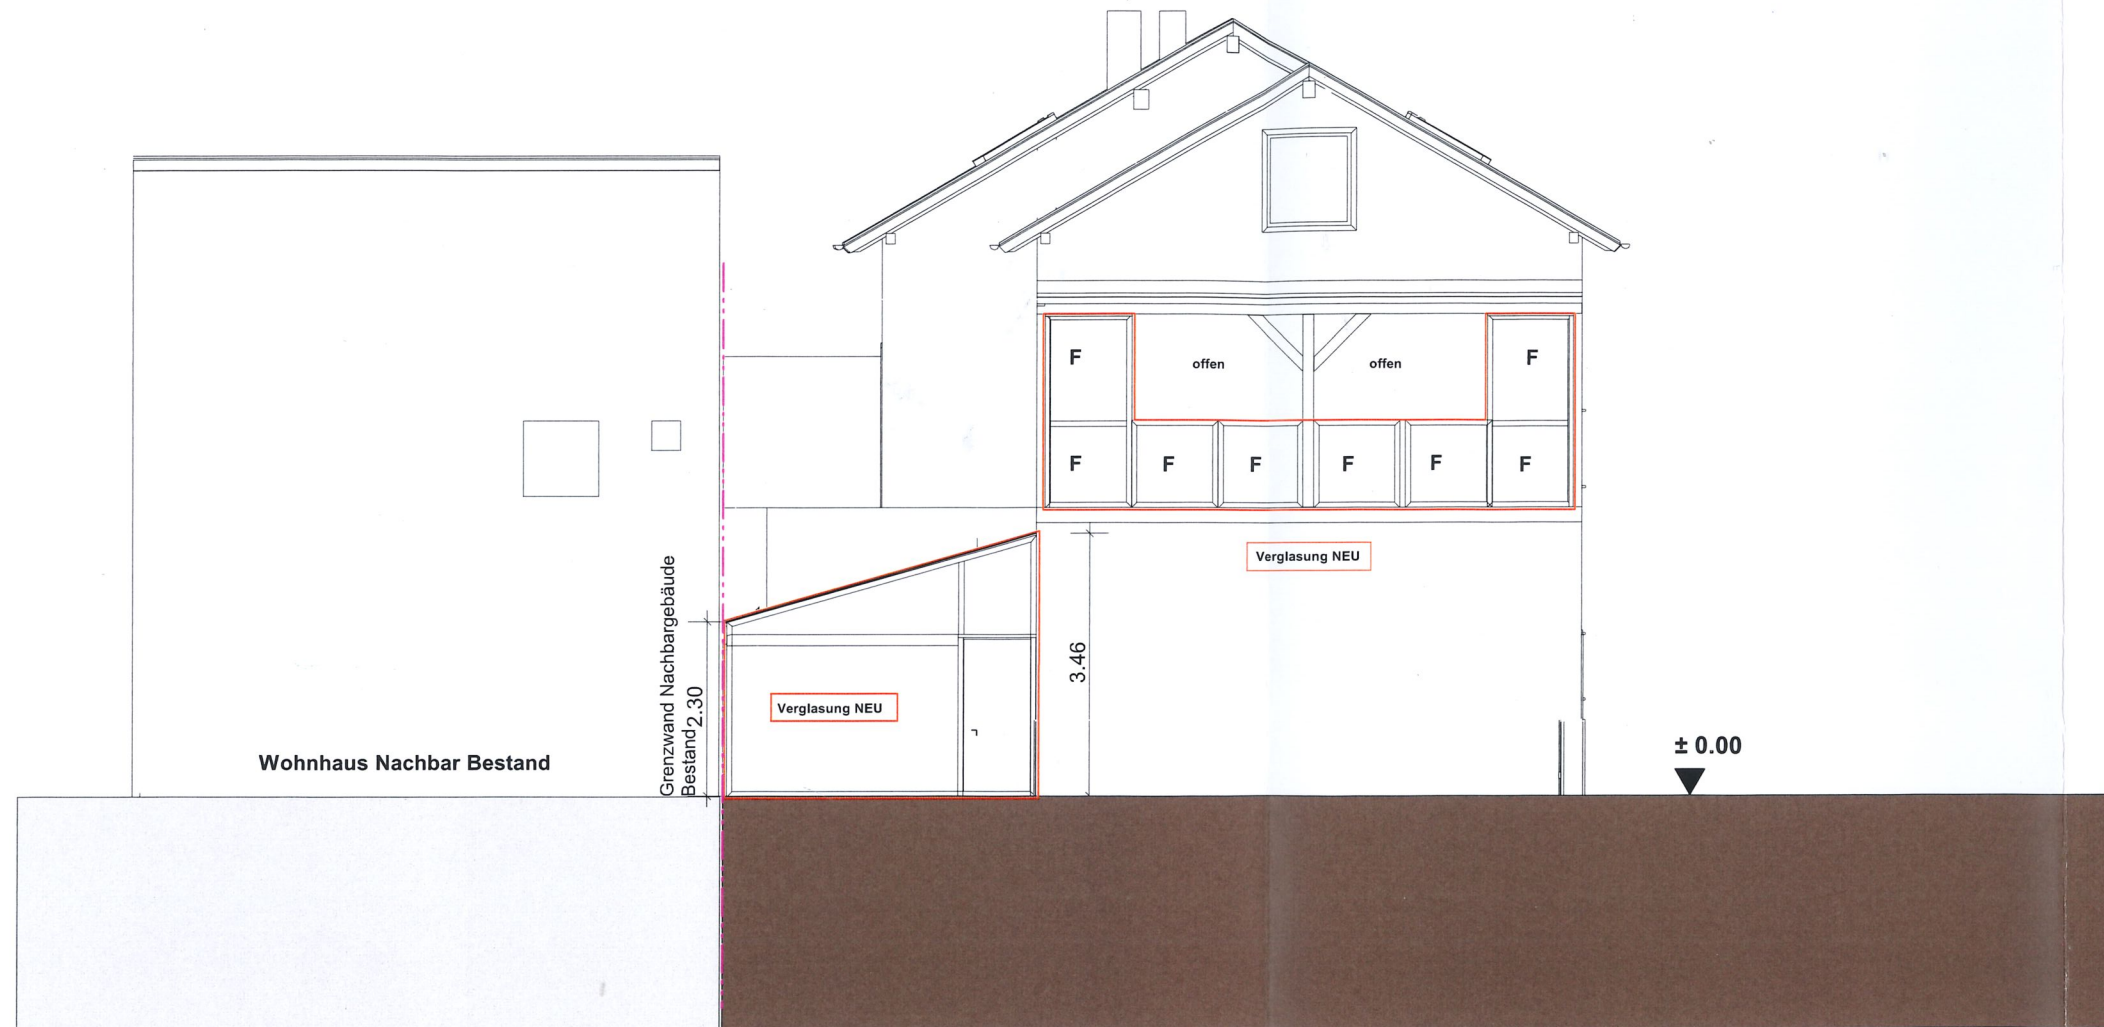 F
offen
offen
F
F
F
F
F
F
F
Verglasung NEU
Grenzwand Nachbargebäude
Bestand
2.30
3.46
Verglasung NEU
Wohnhaus Nachbar Bestand
± 0.00